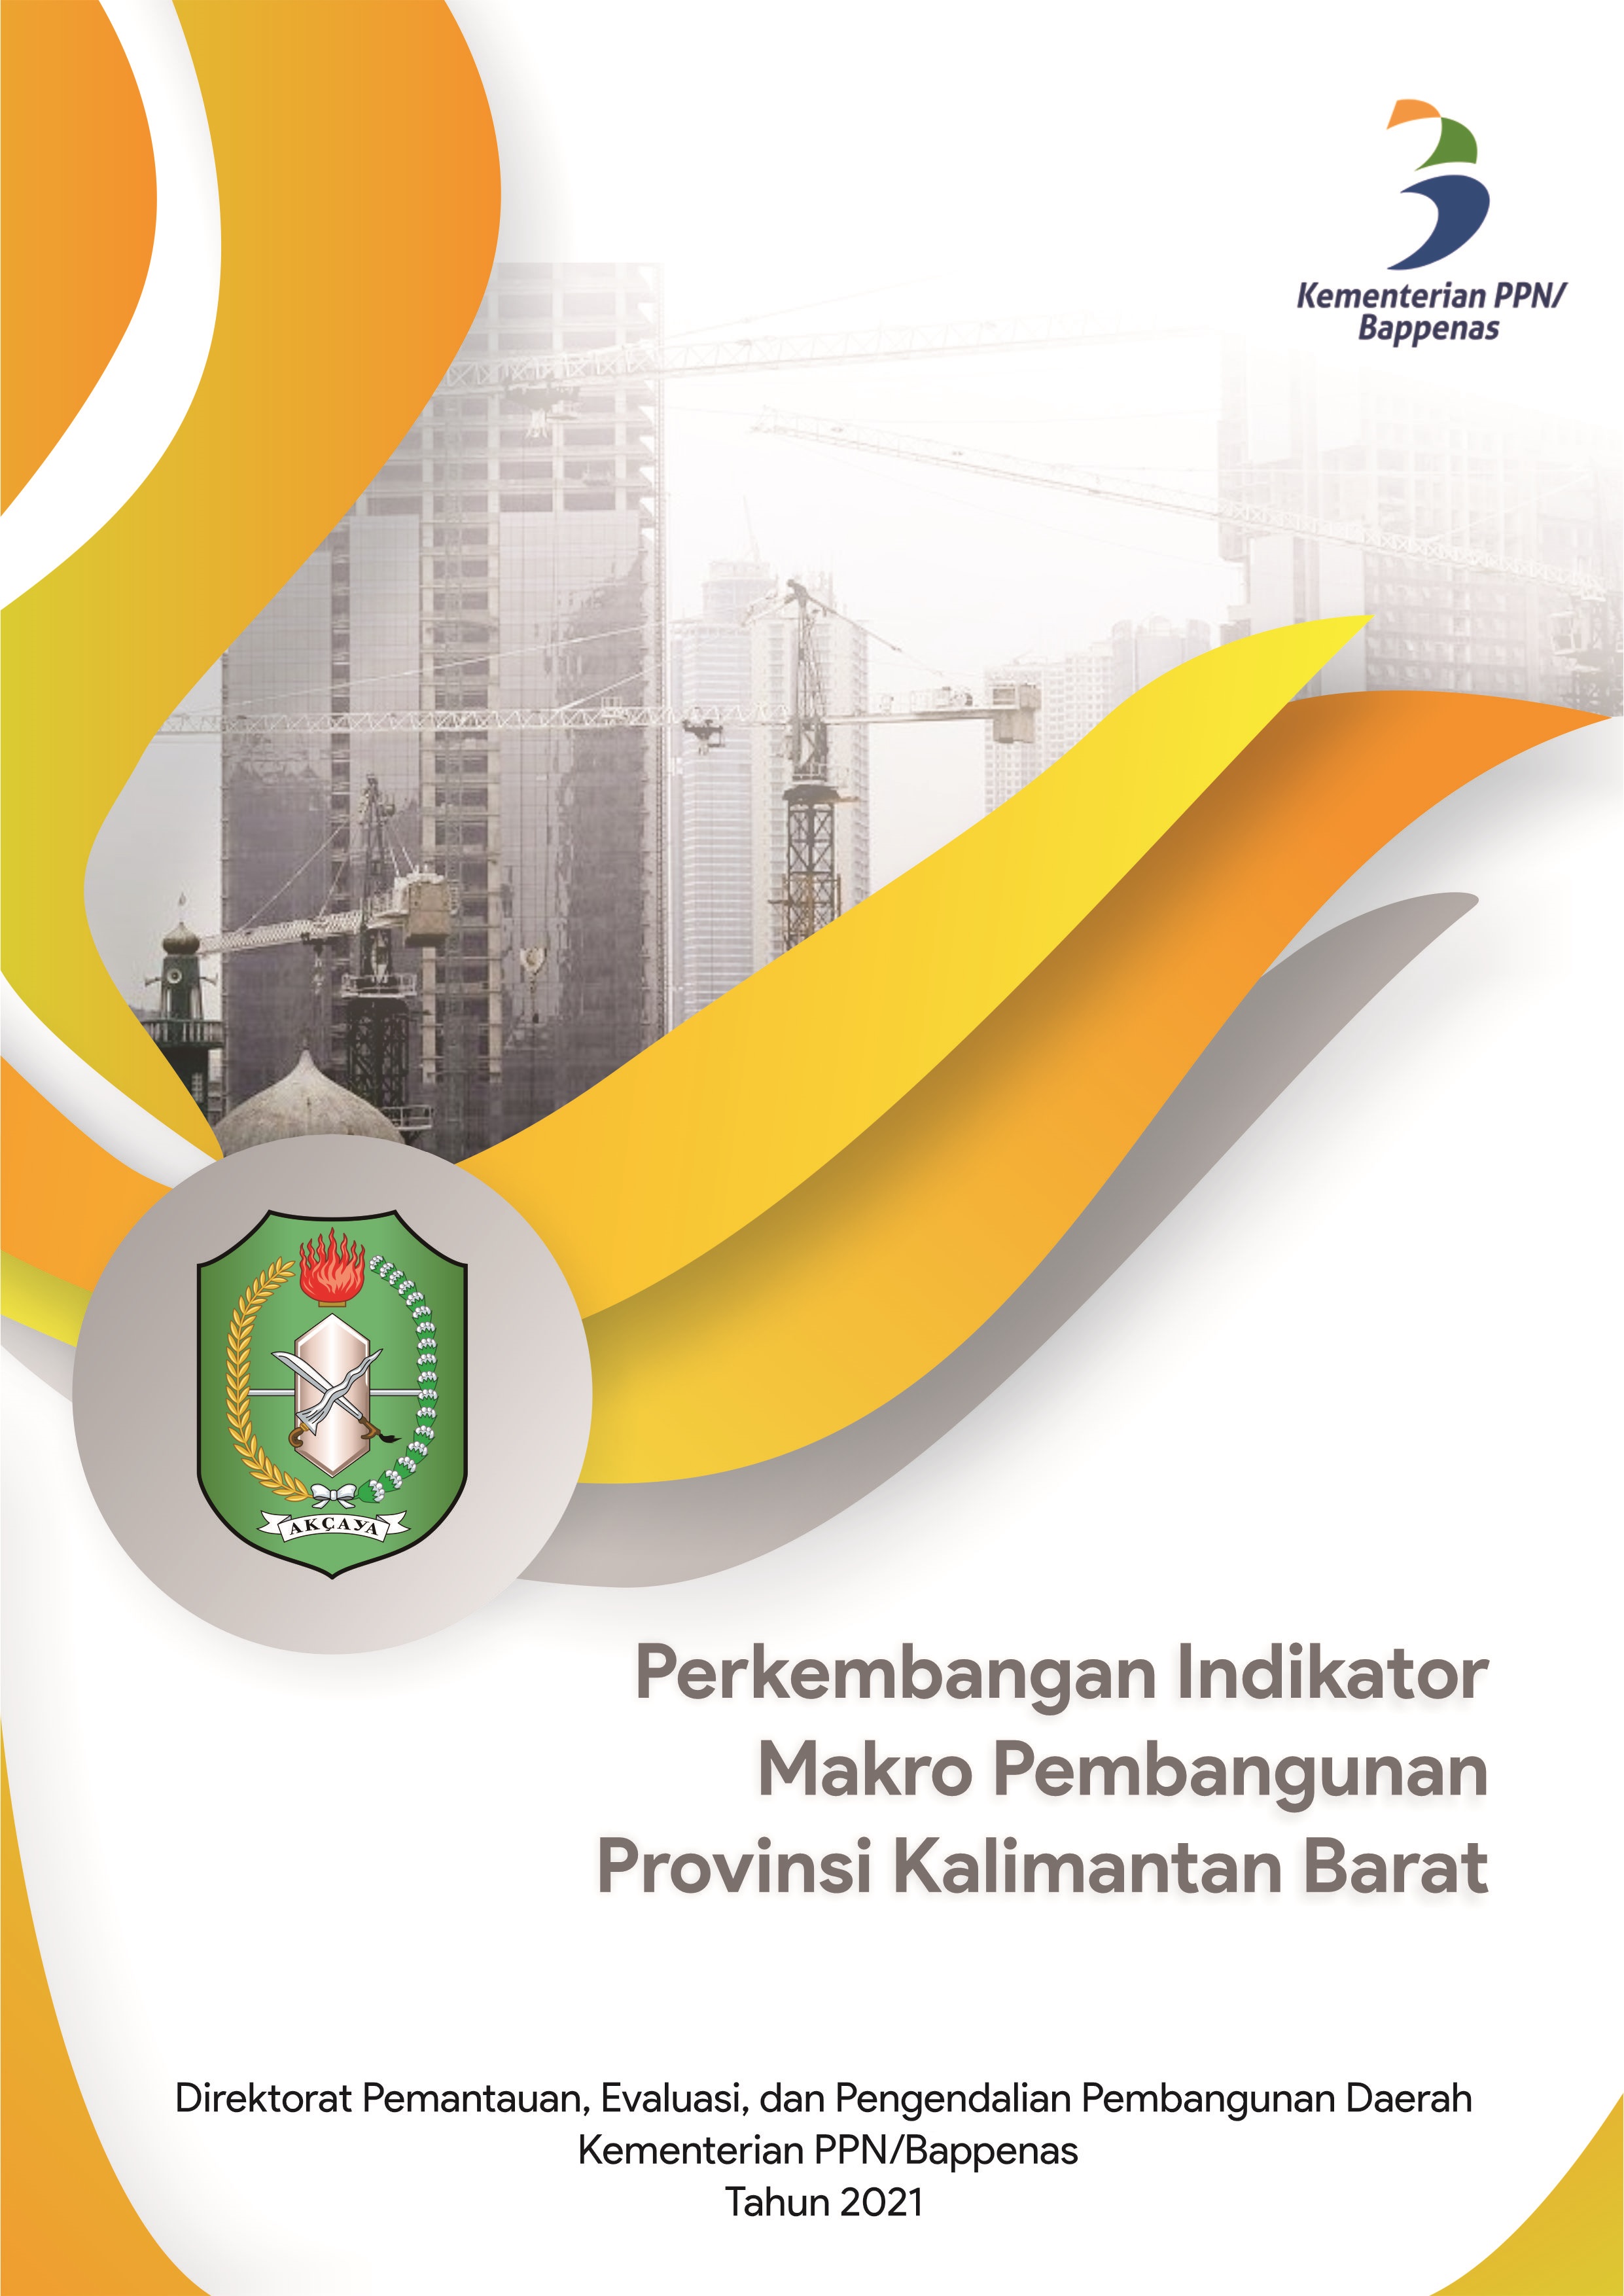 Kementerian PPN/
Bappenas
AKÇAYA
Perkembangan Indikator
Makro Pembangunan
Provinsi Kalimantan Barat
Direktorat Pemantauan, Evaluasi, dan Pengendalian Pembangunan Daerah
Kementerian PPN/Bappenas
Tahun 2021